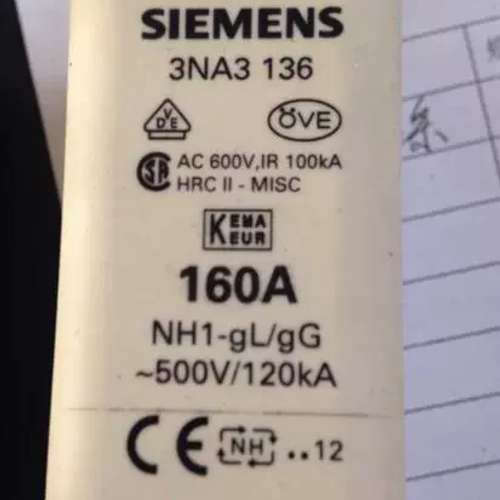 SIEMENS
3NA3 136
VDE
ÖVE
SA AC 600V,IR 100kA
HRC II - MISC
KEMA
KEUR
160A
NH1-gL/gG
~500V/120kA
CE NH ..12